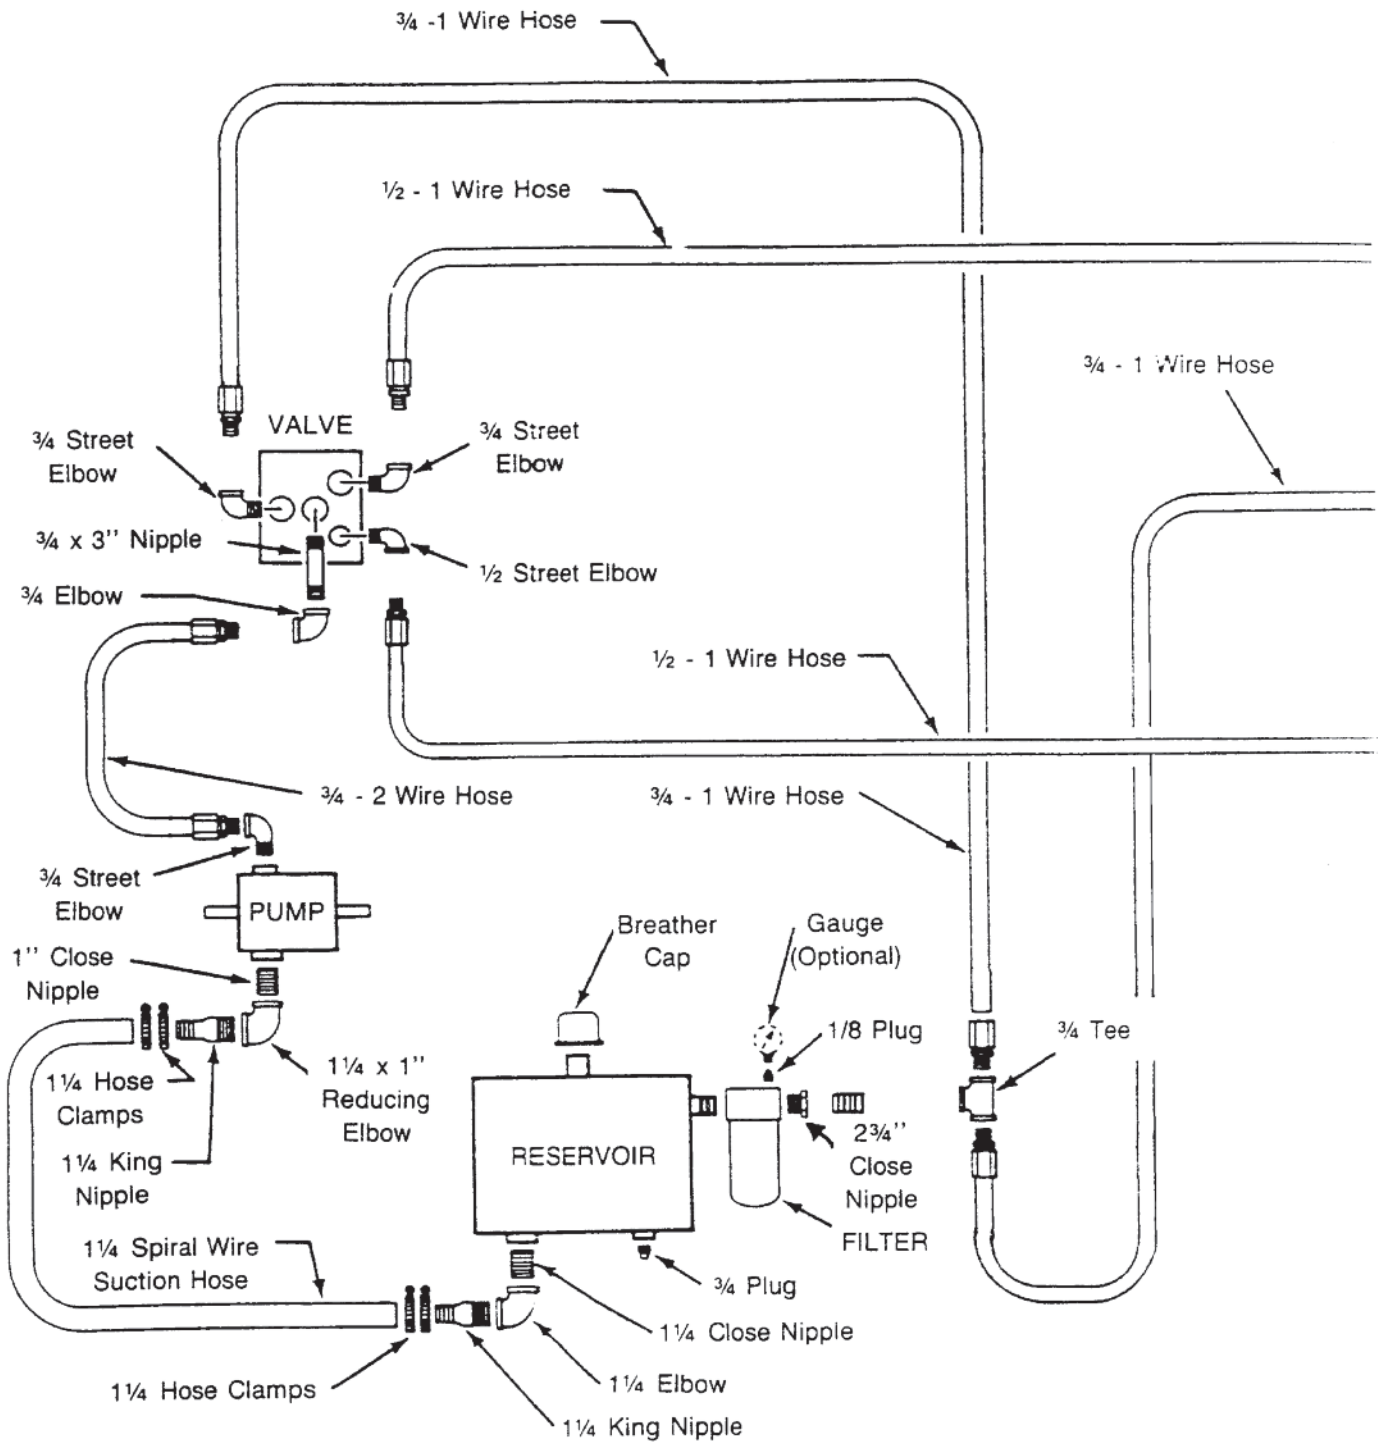 ¾ -1 Wire Hose
½ - 1 Wire Hose
¾ - 1 Wire Hose
VALVE
¾ Street
Elbow
¾ Street
Elbow
¾ x 3'' Nipple
½ Street Elbow
¾ Elbow
½ - 1 Wire Hose
¾ - 2 Wire Hose
¾ - 1 Wire Hose
¾ Street
Elbow
PUMP
Breather
Cap
Gauge
(Optional)
1'' Close
Nipple
1/8 Plug
¾ Tee
1¼ Hose
Clamps
1¼ x 1''
Reducing
Elbow
RESERVOIR
2¾''
Close
Nipple
1¼ King
Nipple
FILTER
1¼ Spiral Wire
Suction Hose
¾ Plug
1¼ Close Nipple
1¼ Hose Clamps
1¼ Elbow
1¼ King Nipple